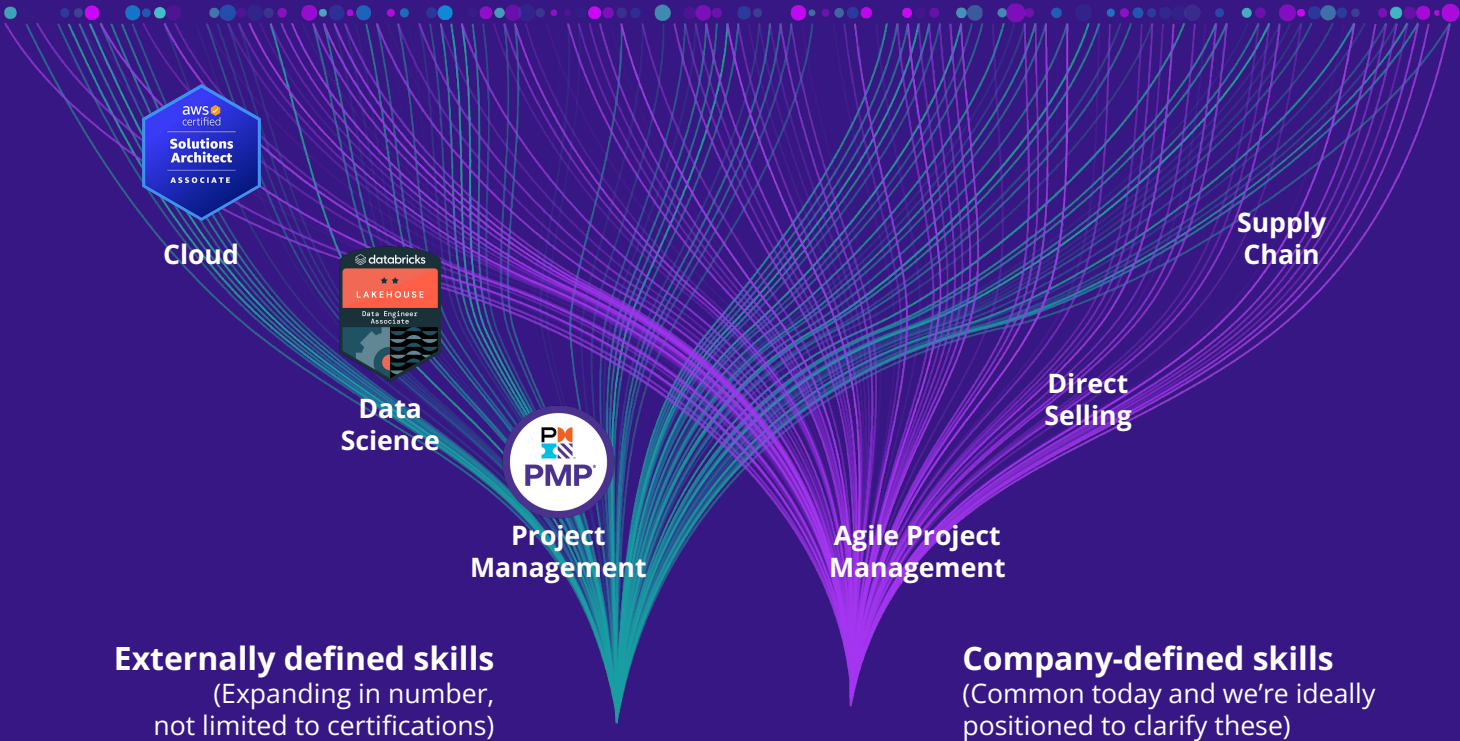 aws
certified
Solutions
Architect
ASSOCIATE
Cloud
databricks
LAKEHOUSE
Data Engineer
Associate
Data
Science
PMP®
Project
Management
Supply
Chain
Direct
Selling
Agile Project
Management
Externally defined skills
(Expanding in number,
not limited to certifications)
Company-defined skills
(Common today and we’re ideally
positioned to clarify these)